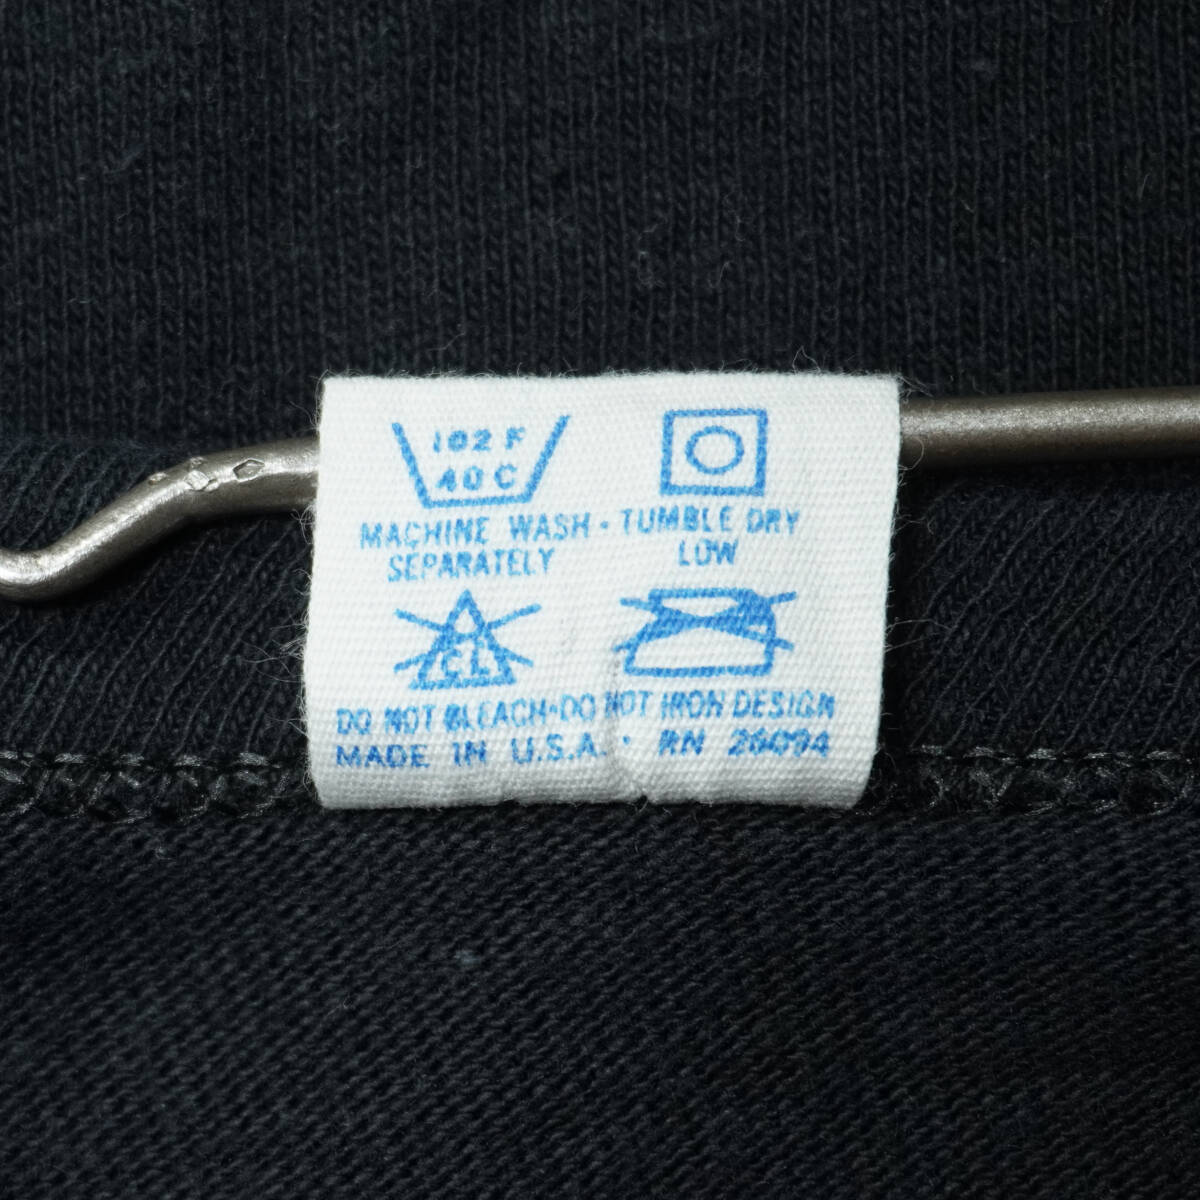 102 F
40 C
MACHINE WASH · TUMBLE DRY
SEPARATELY LOW
CL
DO NOT BLEACH·DO NOT IRON DESIGN
MADE IN U.S.A. · RN 26094